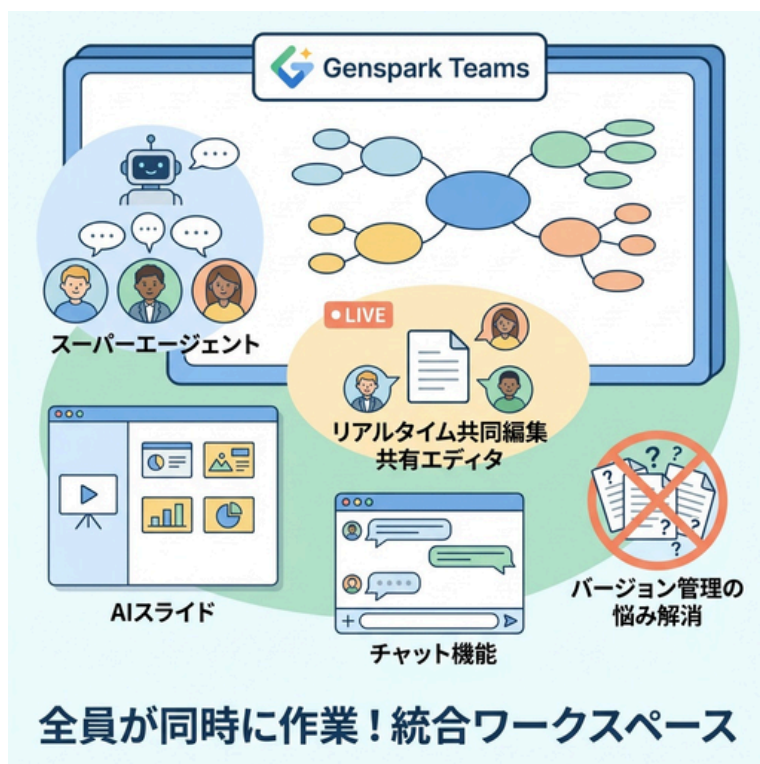 Genspark Teams
スーパーエージェント
LIVE
リアルタイム共同編集
共有エディタ
AIスライド
チャット機能
バージョン管理の
悩み解消
全員が同時に作業！統合ワークスペース